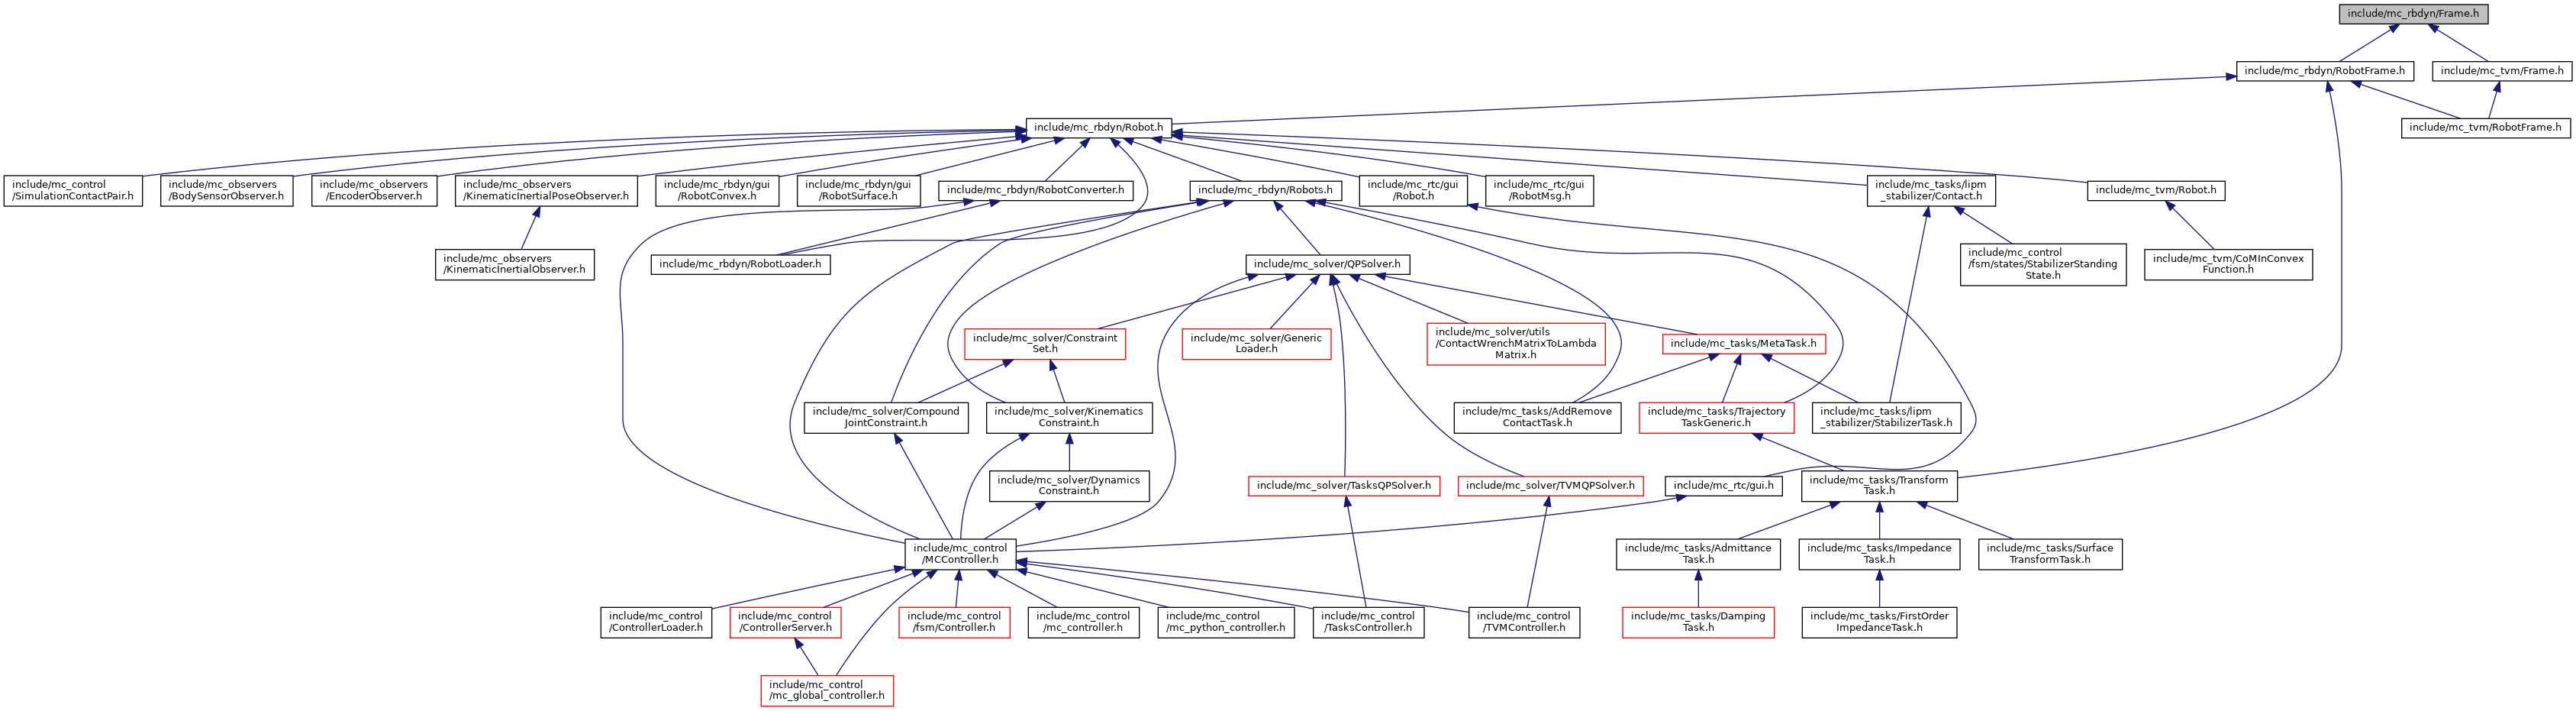 include/mc_rbdyn/Frame.h
include/mc_rbdyn/RobotFrame.h
include/mc_tvm/Frame.h
include/mc_rbdyn/Robot.h
include/mc_tvm/RobotFrame.h
include/mc_control
/SimulationContactPair.h
include/mc_observers
/BodySensorObserver.h
include/mc_observers
/EncoderObserver.h
include/mc_observers
/KinematicInertialPoseObserver.h
include/mc_rbdyn/gui
/RobotConvex.h
include/mc_rbdyn/gui
/RobotSurface.h
include/mc_rbdyn/RobotConverter.h
include/mc_rbdyn/Robots.h
include/mc_rtc/gui
/Robot.h
include/mc_rtc/gui
/RobotMsg.h
include/mc_tasks/lipm
_stabilizer/Contact.h
include/mc_tvm/Robot.h
include/mc_observers
/KinematicInertialObserver.h
include/mc_rbdyn/RobotLoader.h
include/mc_solver/QPSolver.h
include/mc_control
/fsm/states/StabilizerStanding
State.h
include/mc_tvm/CoMInConvex
Function.h
include/mc_solver/Constraint
Set.h
include/mc_solver/Generic
Loader.h
include/mc_solver/utils
/ContactWrenchMatrixToLambda
Matrix.h
include/mc_tasks/MetaTask.h
include/mc_solver/Compound
JointConstraint.h
include/mc_solver/Kinematics
Constraint.h
include/mc_tasks/AddRemove
ContactTask.h
include/mc_tasks/Trajectory
TaskGeneric.h
include/mc_tasks/lipm
_stabilizer/StabilizerTask.h
include/mc_solver/Dynamics
Constraint.h
include/mc_solver/TasksQPSolver.h
include/mc_solver/TVMQPSolver.h
include/mc_rtc/gui.h
include/mc_tasks/Transform
Task.h
include/mc_control
/MCController.h
include/mc_tasks/Admittance
Task.h
include/mc_tasks/Impedance
Task.h
include/mc_tasks/Surface
TransformTask.h
include/mc_control
/ControllerLoader.h
include/mc_control
/ControllerServer.h
include/mc_control
/fsm/Controller.h
include/mc_control
/mc_controller.h
include/mc_control
/mc_python_controller.h
include/mc_control
/TasksController.h
include/mc_control
/TVMController.h
include/mc_tasks/Damping
Task.h
include/mc_tasks/FirstOrder
ImpedanceTask.h
include/mc_control
/mc_global_controller.h